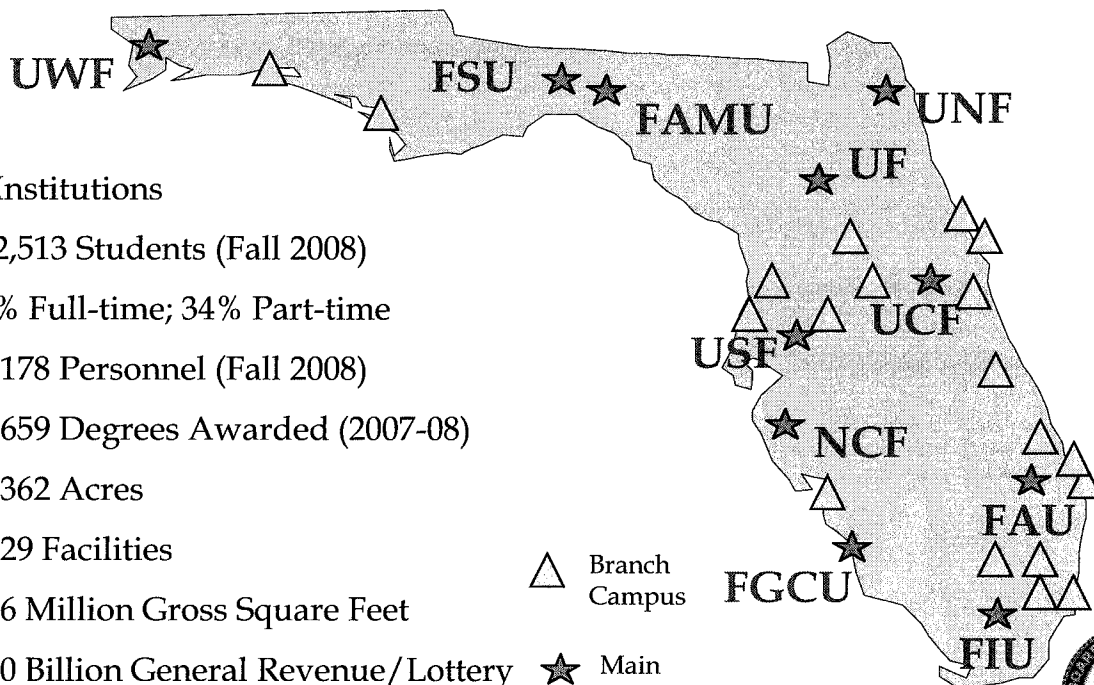 UWF
FSU
FAMU
UNF
UF
Institutions
2,513 Students (Fall 2008)
% Full-time; 34% Part-time
178 Personnel (Fall 2008)
659 Degrees Awarded (2007-08)
362 Acres
29 Facilities
6 Million Gross Square Feet
0 Billion General Revenue/Lottery
UCF
USF
NCF
FAU
FGCU
FIU
Branch
Campus
Main